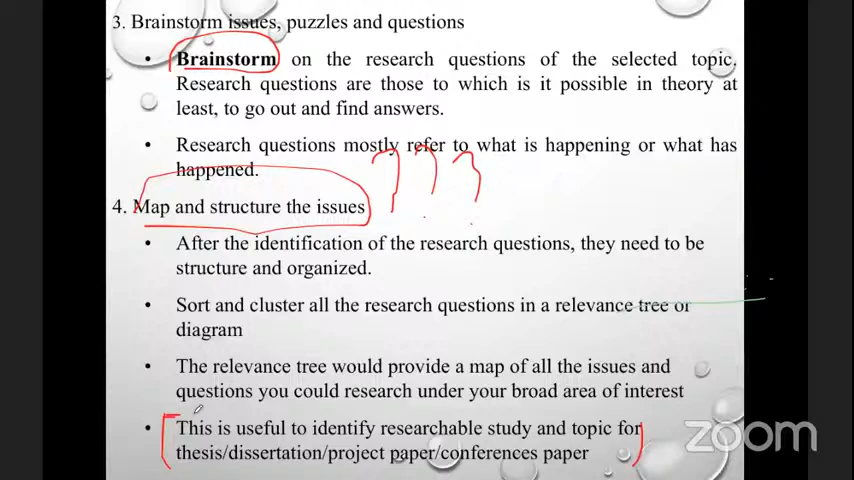 3. Brainstorm issues, puzzles and questions
• Brainstorm on the research questions of the selected topic.
Research questions are those to which is it possible in theory at
least, to go out and find answers.
• Research questions mostly refer to what is happening or what has
happened.
???
4. Map and structure the issues
• After the identification of the research questions, they need to be
structure and organized.
• Sort and cluster all the research questions in a relevance tree or
diagram
• The relevance tree would provide a map of all the issues and
questions you could research under your broad area of interest
• This is useful to identify researchable study and topic for
thesis/dissertation/project paper/conferences paper
zoom